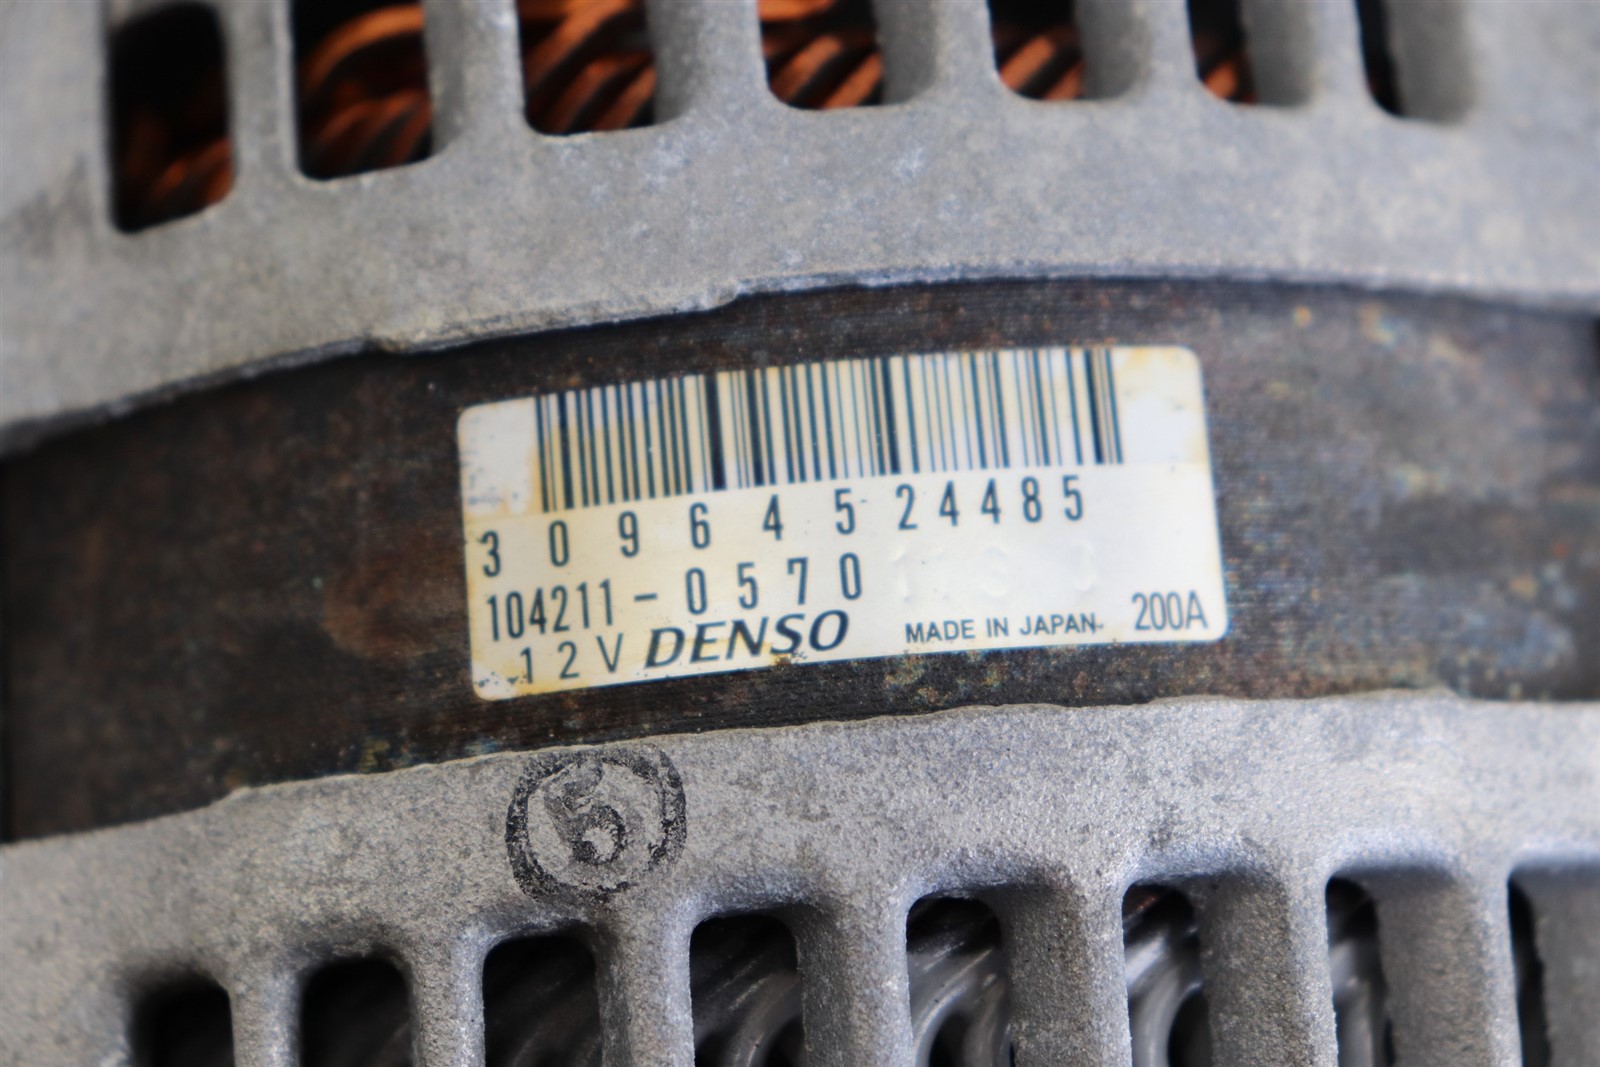 30964524485
104211-0570
12V DENSO MADE IN JAPAN 200A
5